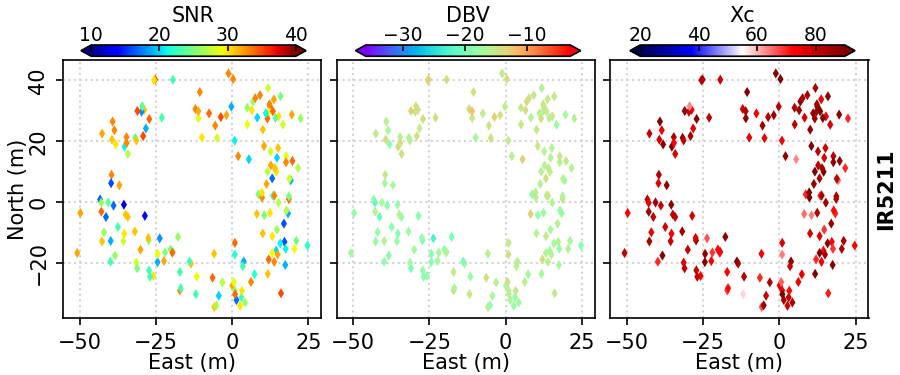 SNR DBV Xc
10 20 30 40 −30 −20 −10 20 40 60 80
North (m)
40
20
0
−20
IR5211
−50 −25 0 25 −50 −25 0 25 −50 −25 0 25
East (m) East (m) East (m)